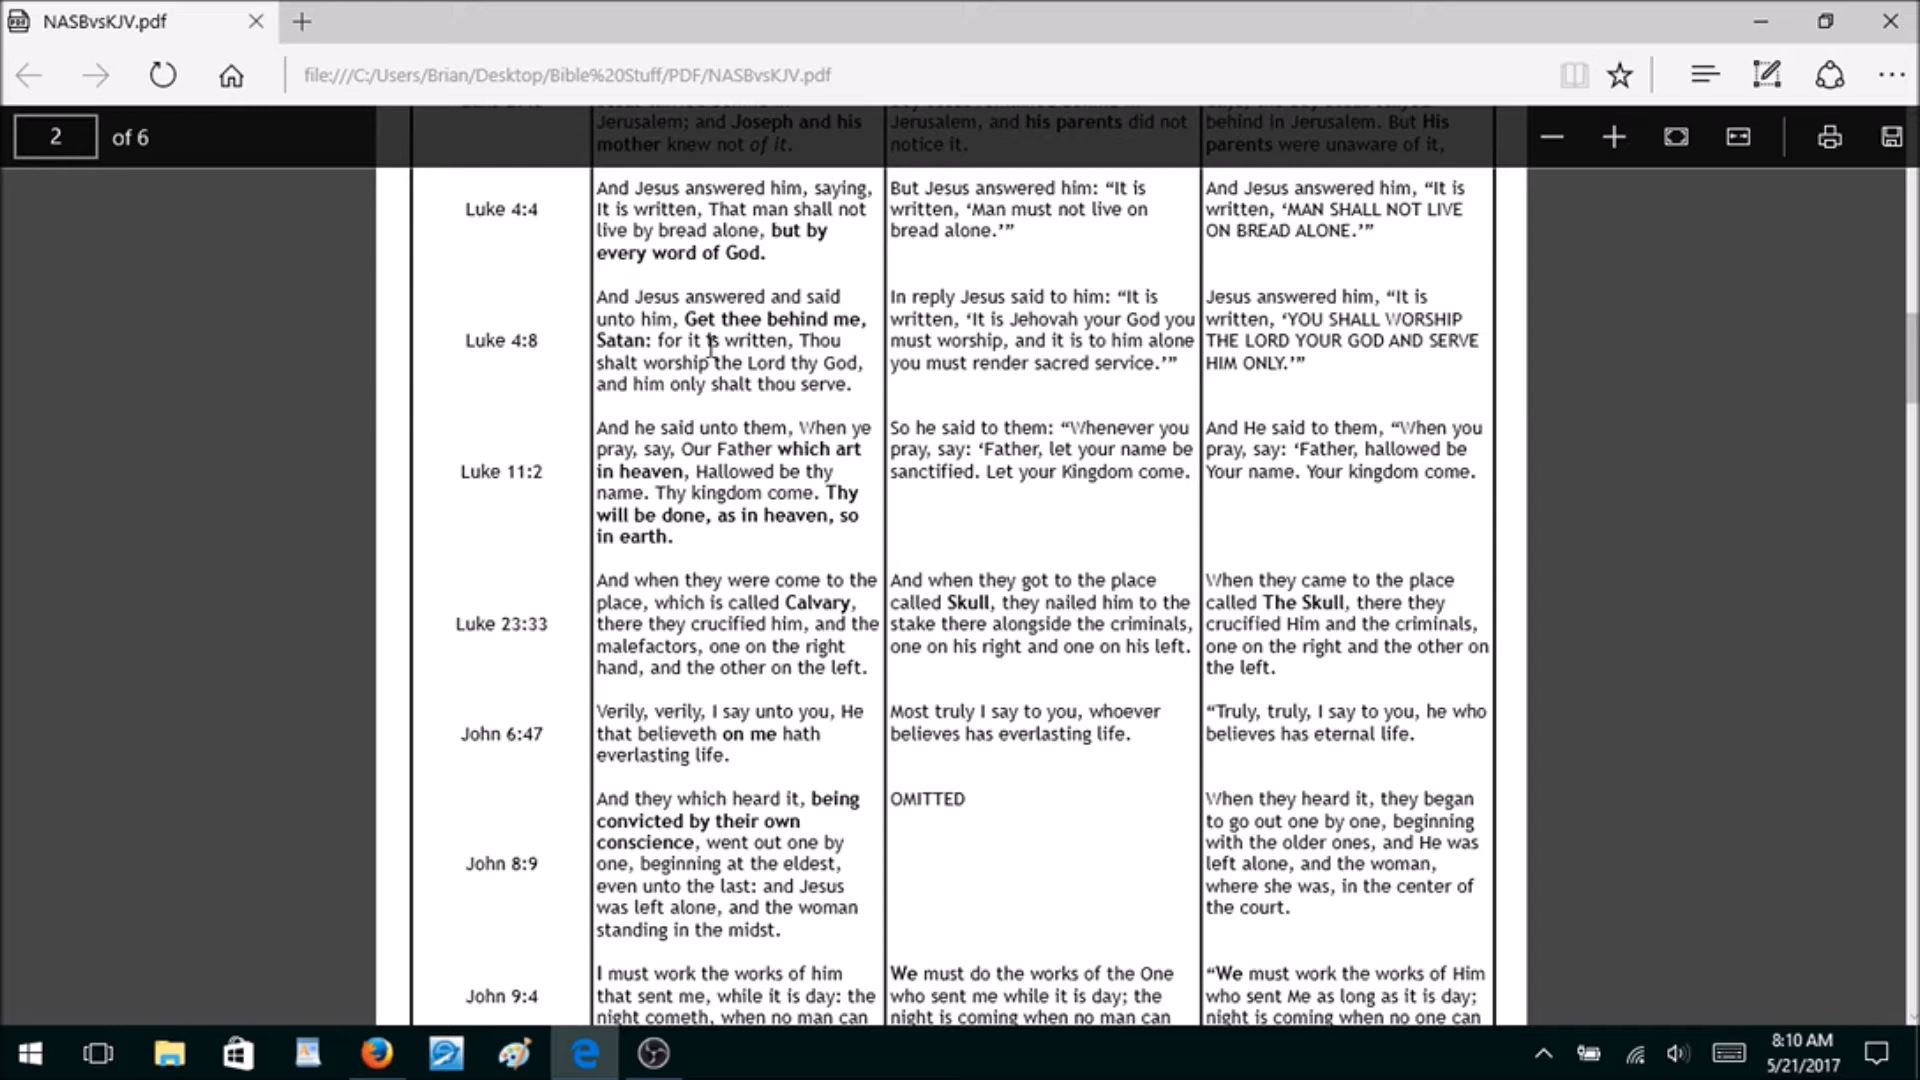 NASBvsKJV.pdf
file:///C:/Users/Brian/Desktop/Bible%20Stuff/PDF/NASBvsKJV.pdf
2 of 6
Jerusalem; and Joseph and his
mother knew not of it.
Jerusalem, and his parents did not
notice it.
behind in Jerusalem. But His
parents were unaware of it,
Luke 4:4
And Jesus answered him, saying,
It is written, That man shall not
live by bread alone, but by
every word of God.
But Jesus answered him: “It is
written, ‘Man must not live on
bread alone.’”
And Jesus answered him, “It is
written, ‘MAN SHALL NOT LIVE
ON BREAD ALONE.’”
Luke 4:8
And Jesus answered and said
unto him, Get thee behind me,
Satan: for it is written, Thou
shalt worship the Lord thy God,
and him only shalt thou serve.
In reply Jesus said to him: “It is
written, ‘It is Jehovah your God you
must worship, and it is to him alone
you must render sacred service.’”
Jesus answered him, “It is
written, ‘YOU SHALL WORSHIP
THE LORD YOUR GOD AND SERVE
HIM ONLY.’”
Luke 11:2
And he said unto them, When ye
pray, say, Our Father which art
in heaven, Hallowed be thy
name. Thy kingdom come. Thy
will be done, as in heaven, so
in earth.
So he said to them: “Whenever you
pray, say: ‘Father, let your name be
sanctified. Let your Kingdom come.
And He said to them, “When you
pray, say: ‘Father, hallowed be
Your name. Your kingdom come.
Luke 23:33
And when they were come to the
place, which is called Calvary,
there they crucified him, and the
malefactors, one on the right
hand, and the other on the left.
And when they got to the place
called Skull, they nailed him to the
stake there alongside the criminals,
one on his right and one on his left.
When they came to the place
called The Skull, there they
crucified Him and the criminals,
one on the right and the other on
the left.
John 6:47
Verily, verily, I say unto you, He
that believeth on me hath
everlasting life.
Most truly I say to you, whoever
believes has everlasting life.
“Truly, truly, I say to you, he who
believes has eternal life.
John 8:9
And they which heard it, being
convicted by their own
conscience, went out one by
one, beginning at the eldest,
even unto the last: and Jesus
was left alone, and the woman
standing in the midst.
OMITTED
When they heard it, they began
to go out one by one, beginning
with the older ones, and He was
left alone, and the woman,
where she was, in the center of
the court.
John 9:4
I must work the works of him
that sent me, while it is day: the
night cometh, when no man can
We must do the works of the One
who sent me while it is day; the
night is coming when no man can
“We must work the works of Him
who sent Me as long as it is day;
night is coming when no one can
8:10 AM
5/21/2017